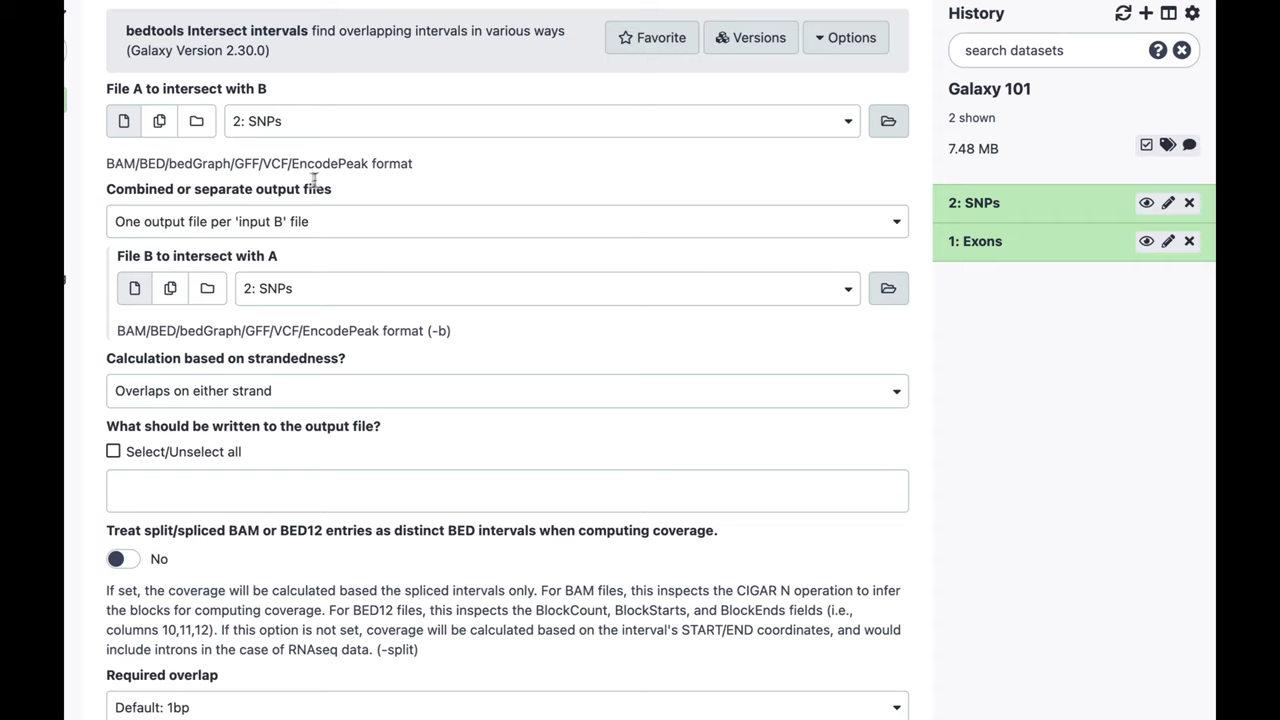 bedtools Intersect intervals find overlapping intervals in various ways
(Galaxy Version 2.30.0)
Favorite
Versions
Options
File A to intersect with B
2: SNPs
BAM/BED/bedGraph/GFF/VCF/EncodePeak format
Combined or separate output files
One output file per 'input B' file
File B to intersect with A
2: SNPs
BAM/BED/bedGraph/GFF/VCF/EncodePeak format (-b)
Calculation based on strandedness?
Overlaps on either strand
What should be written to the output file?
Select/Unselect all
Treat split/spliced BAM or BED12 entries as distinct BED intervals when computing coverage.
No
If set, the coverage will be calculated based the spliced intervals only. For BAM files, this inspects the CIGAR N operation to infer
the blocks for computing coverage. For BED12 files, this inspects the BlockCount, BlockStarts, and BlockEnds fields (i.e.,
columns 10,11,12). If this option is not set, coverage will be calculated based on the interval's START/END coordinates, and would
include introns in the case of RNAseq data. (-split)
Required overlap
Default: 1bp
History
search datasets
Galaxy 101
2 shown
7.48 MB
2: SNPs
1: Exons